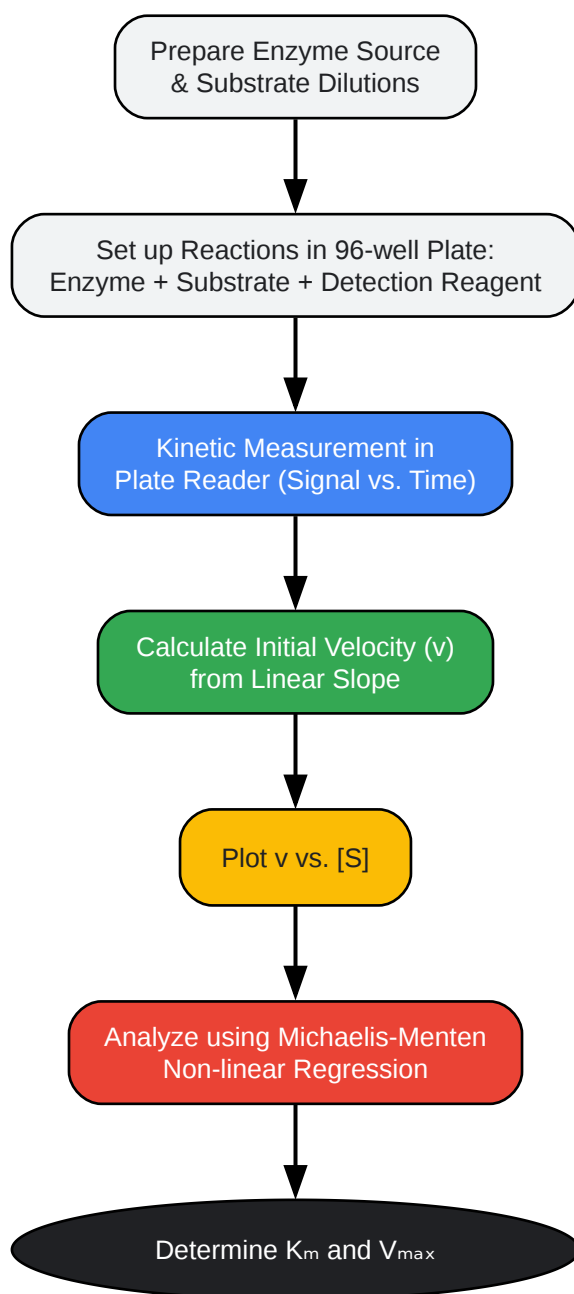 Prepare Enzyme Source
& Substrate Dilutions
Set up Reactions in 96-well Plate:
Enzyme + Substrate + Detection Reagent
Kinetic Measurement in
Plate Reader (Signal vs. Time)
Calculate Initial Velocity (v)
from Linear Slope
Plot v vs. [S]
Analyze using Michaelis-Menten
Non-linear Regression
Determine Kₘ and Vₘₐₓ